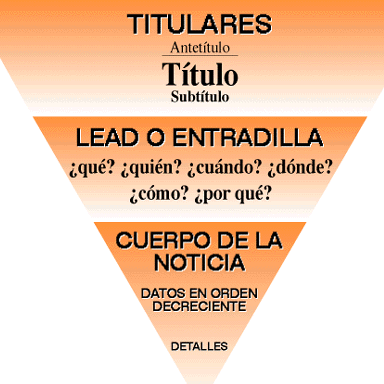 TITULARES
Antetítulo
Título
Subtítulo
LEAD O ENTRADILLA
¿qué? ¿quién? ¿cuándo? ¿dónde?
¿cómo? ¿por qué?
CUERPO DE LA
NOTICIA
DATOS EN ORDEN
DECRECIENTE
DETALLES